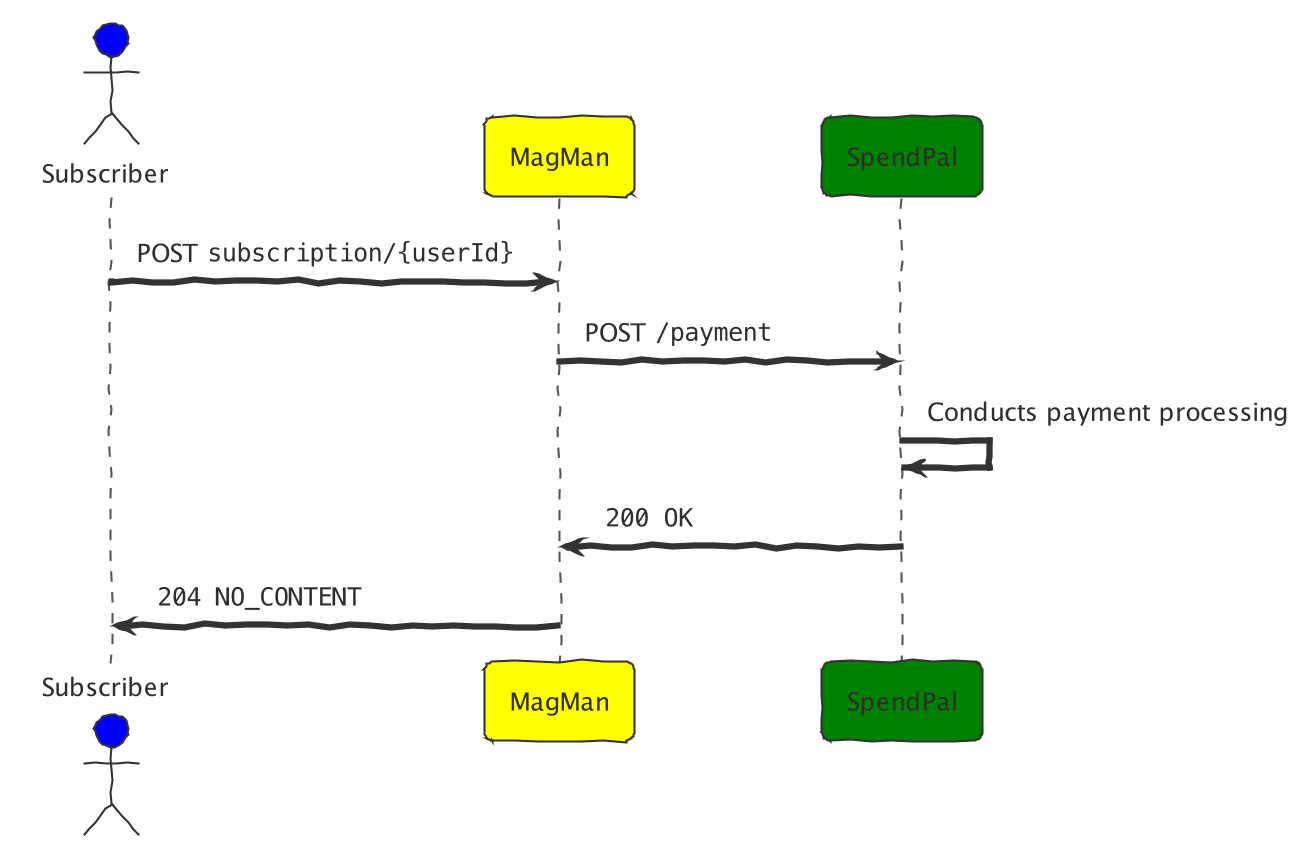 Subscriber
MagMan
SpendPal
POST subscription/{userId}
POST /payment
Conducts payment processing
200 OK
204 NO_CONTENT
Subscriber
MagMan
SpendPal